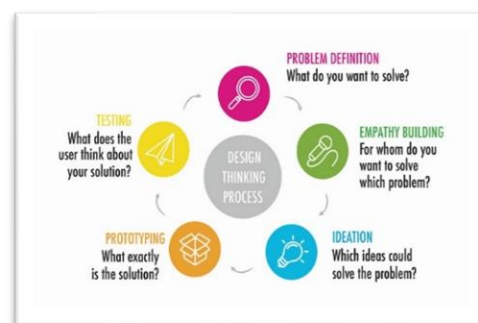 PROBLEM DEFINITION
What do you want to solve?
EMPATHY BUILDING
For whom do you
want to solve
which problem?
IDEATION
Which ideas could
solve the problem?
PROTOTYPING
What exactly
is the solution?
TESTING
What does the
user think about
your solution?
DESIGN
THINKING
PROCESS